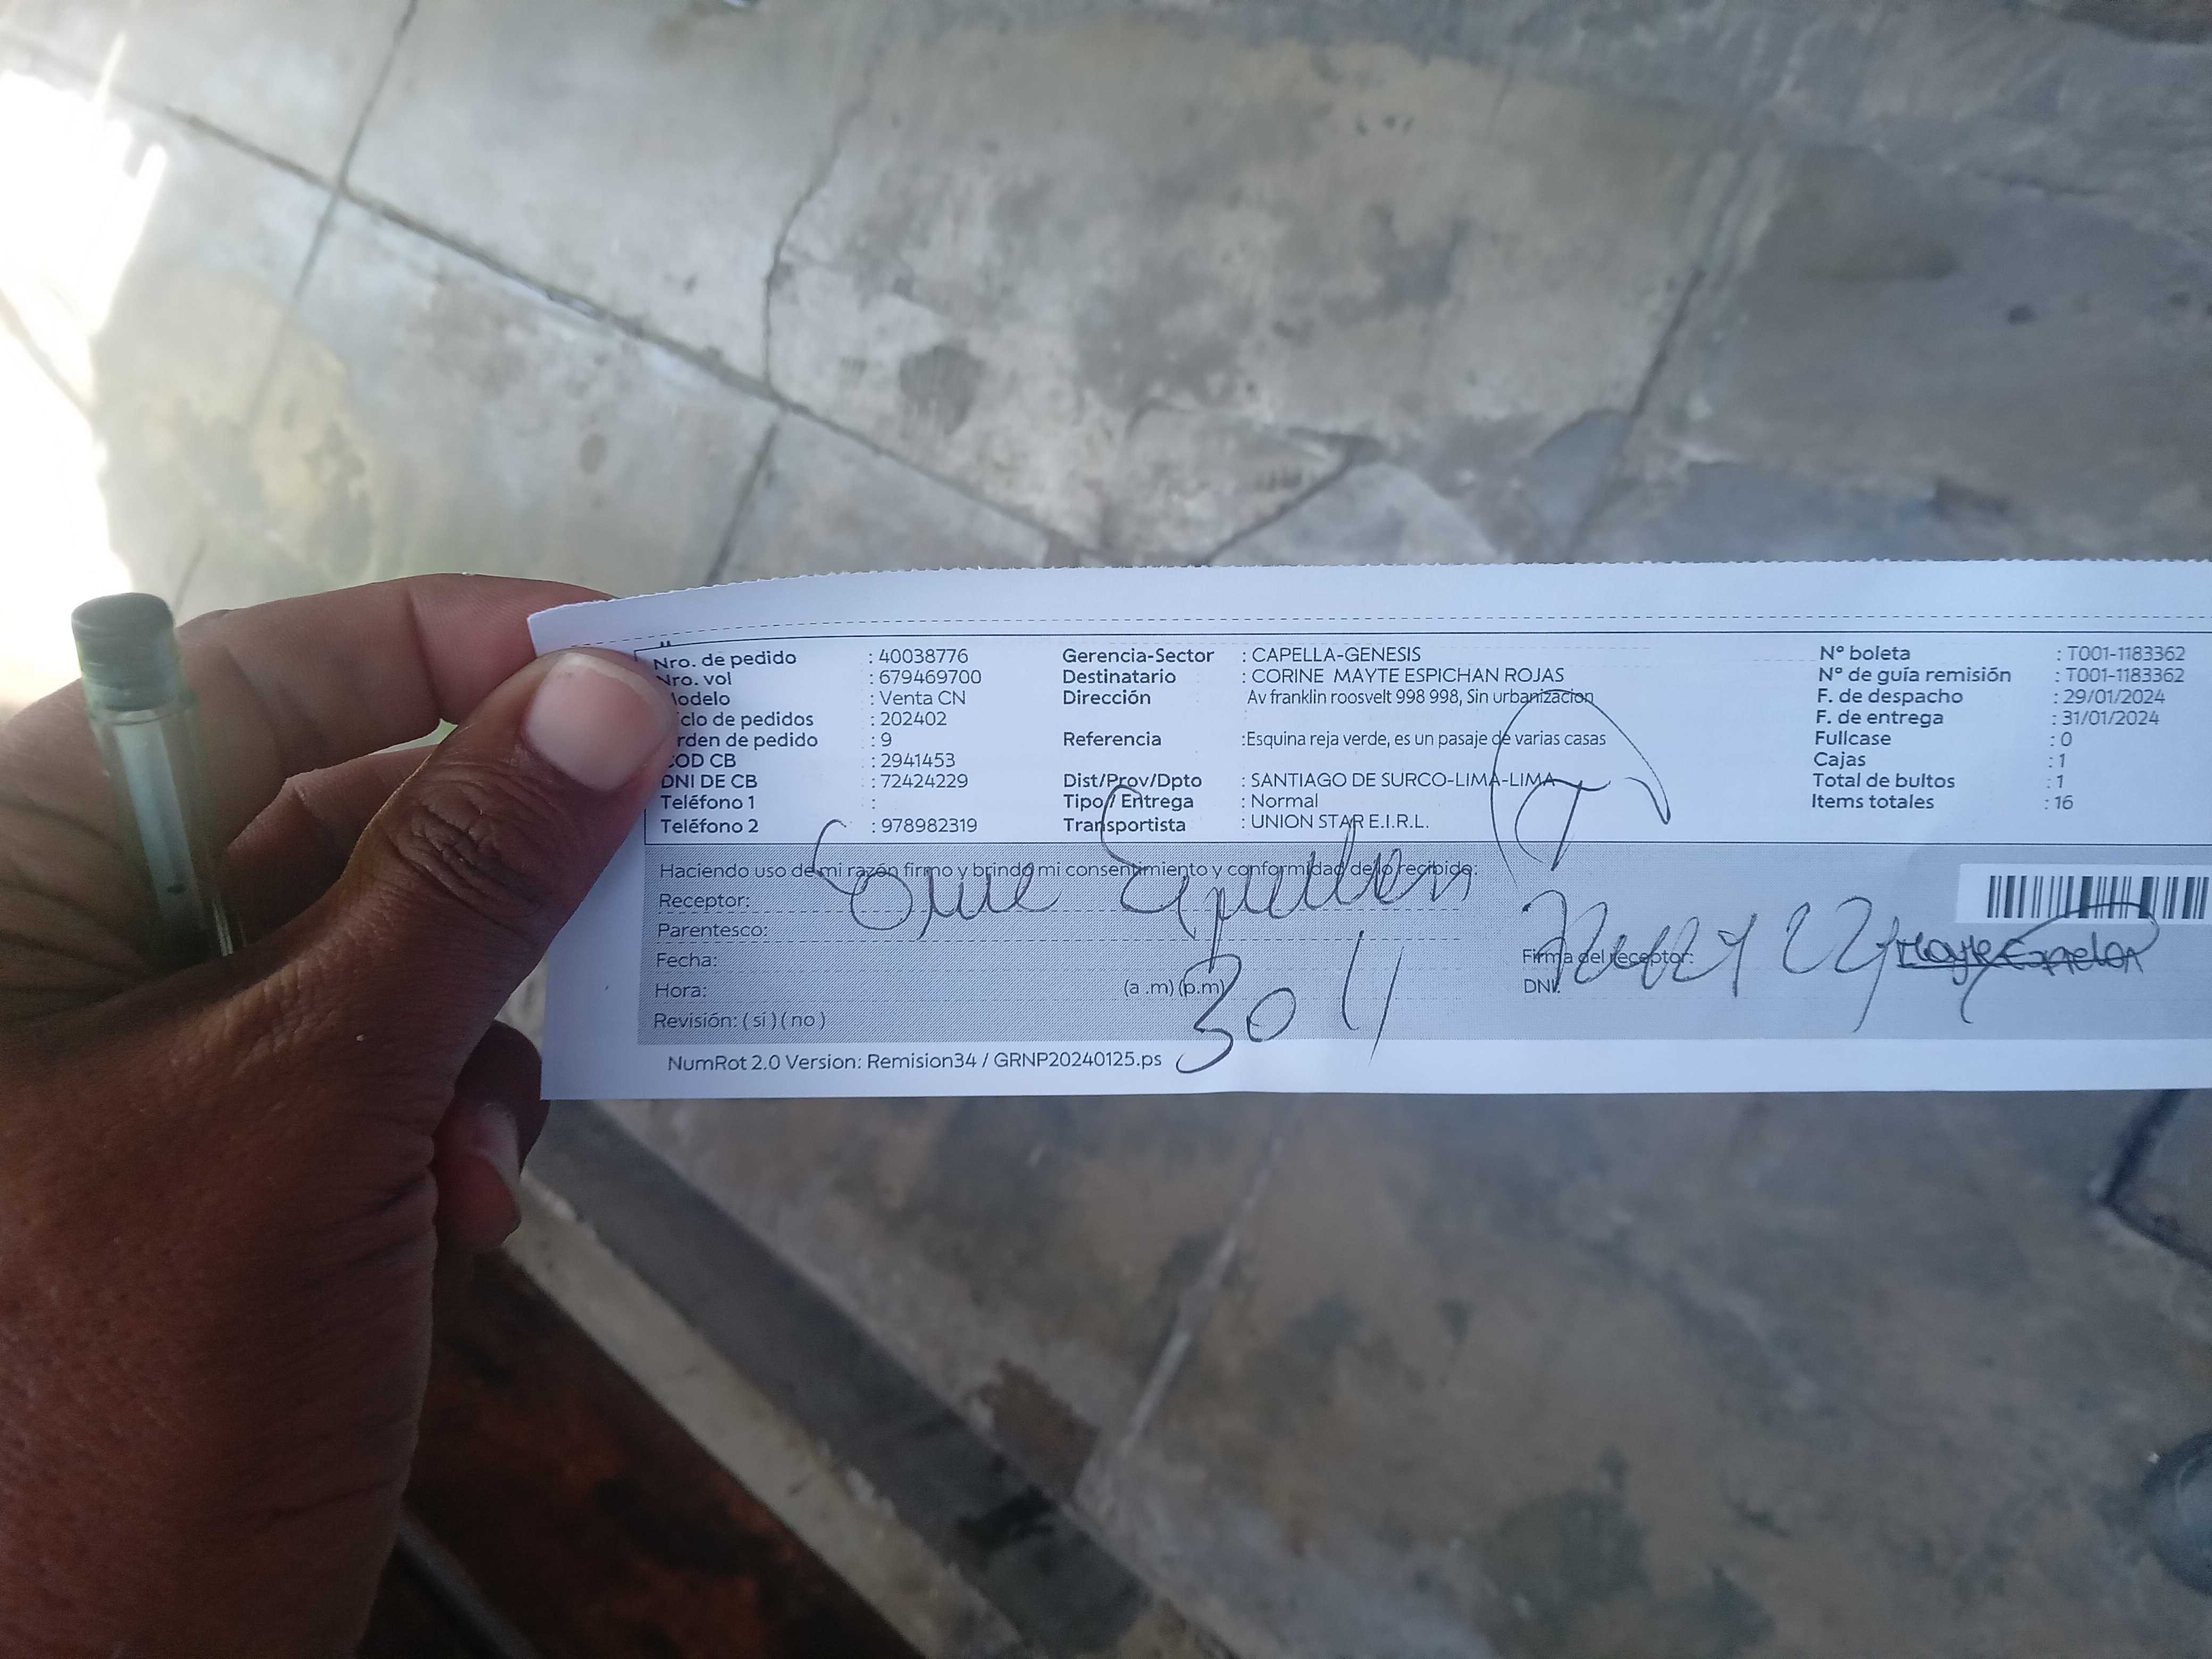 Nro. de pedido : 40038776 Gerencia-Sector : CAPELLA-GENESIS N° boleta : T001-1183362
Nro. vol : 679469700 Destinatario : CORINE MAYTE ESPICHAN ROJAS N° de guía remisión : T001-1183362
Modelo : Venta CN Dirección Av franklin roosvelt 998 998, Sin urbanizacion F. de despacho : 29/01/2024
iclo de pedidos : 202402 F. de entrega : 31/01/2024
rden de pedido : 9 Referencia :Esquina reja verde, es un pasaje de varias casas Fullcase : 0
COD CB : 2941453 Cajas : 1
DNI DE CB : 72424229 Dist/Prov/Dpto : SANTIAGO DE SURCO-LIMA-LIMA Total de bultos : 1
Teléfono 1 : Tipo / Entrega : Normal Items totales : 16
Teléfono 2 : 978982319 Transportista : UNION STAR E.I.R.L.
Haciendo uso de mi razón firmo y brindo mi consentimiento y conformidad de lo recibido:
Receptor:
Parentesco:
Fecha: Firma del receptor:
Hora: (a .m) (p.m) DNI:
30 1/
Revisión: ( si ) ( no )
NumRot 2.0 Version: Remision34 / GRNP20240125.ps